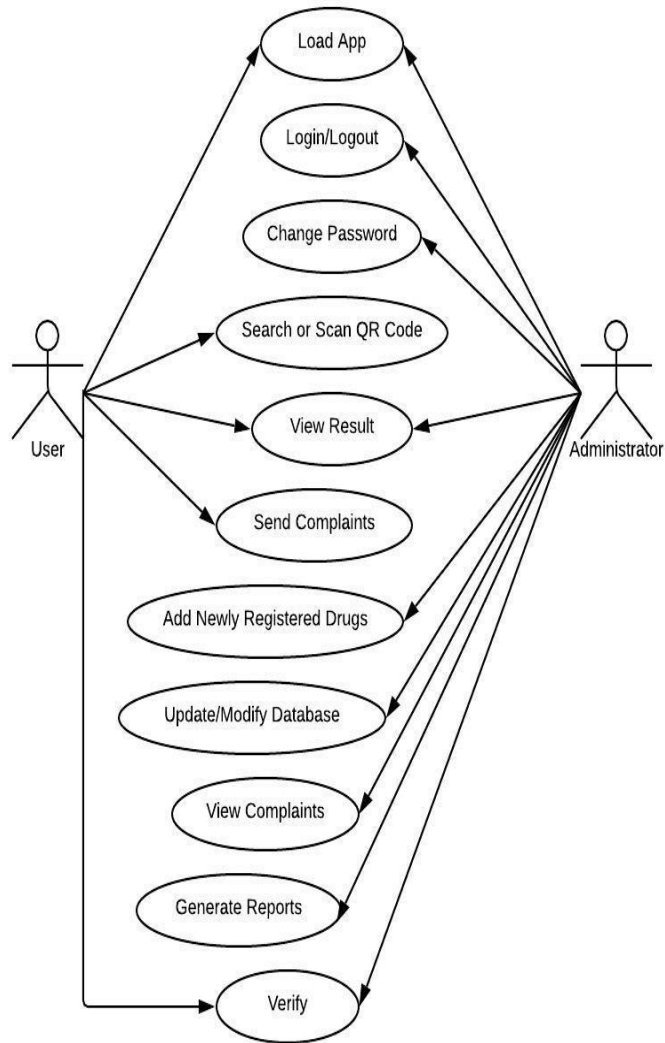 Load App
Login/Logout
Change Password
Search or Scan QR Code
View Result
User
Administrator
Send Complaints
Add Newly Registered Drugs
Update/Modify Database
View Complaints
Generate Reports
Verify